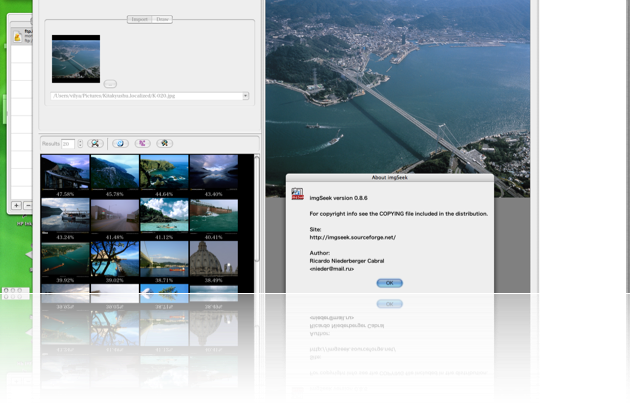 Import
Draw
/Users/vitra/Pictures/Kitakyushu.localized/K-020.jpg
Results 20
47.58%
45.78%
44.64%
43.40%
43.24%
41.48%
41.12%
40.41%
39.92%
39.02%
38.71%
38.49%
About imgSeek
imgSeek version 0.8.6
For copyright info see the COPYING file included in the distribution.
Site:
http://imgseek.sourceforge.net/
Author:
Ricardo Niederberger Cabral
<nieder@mail.ru>
OK